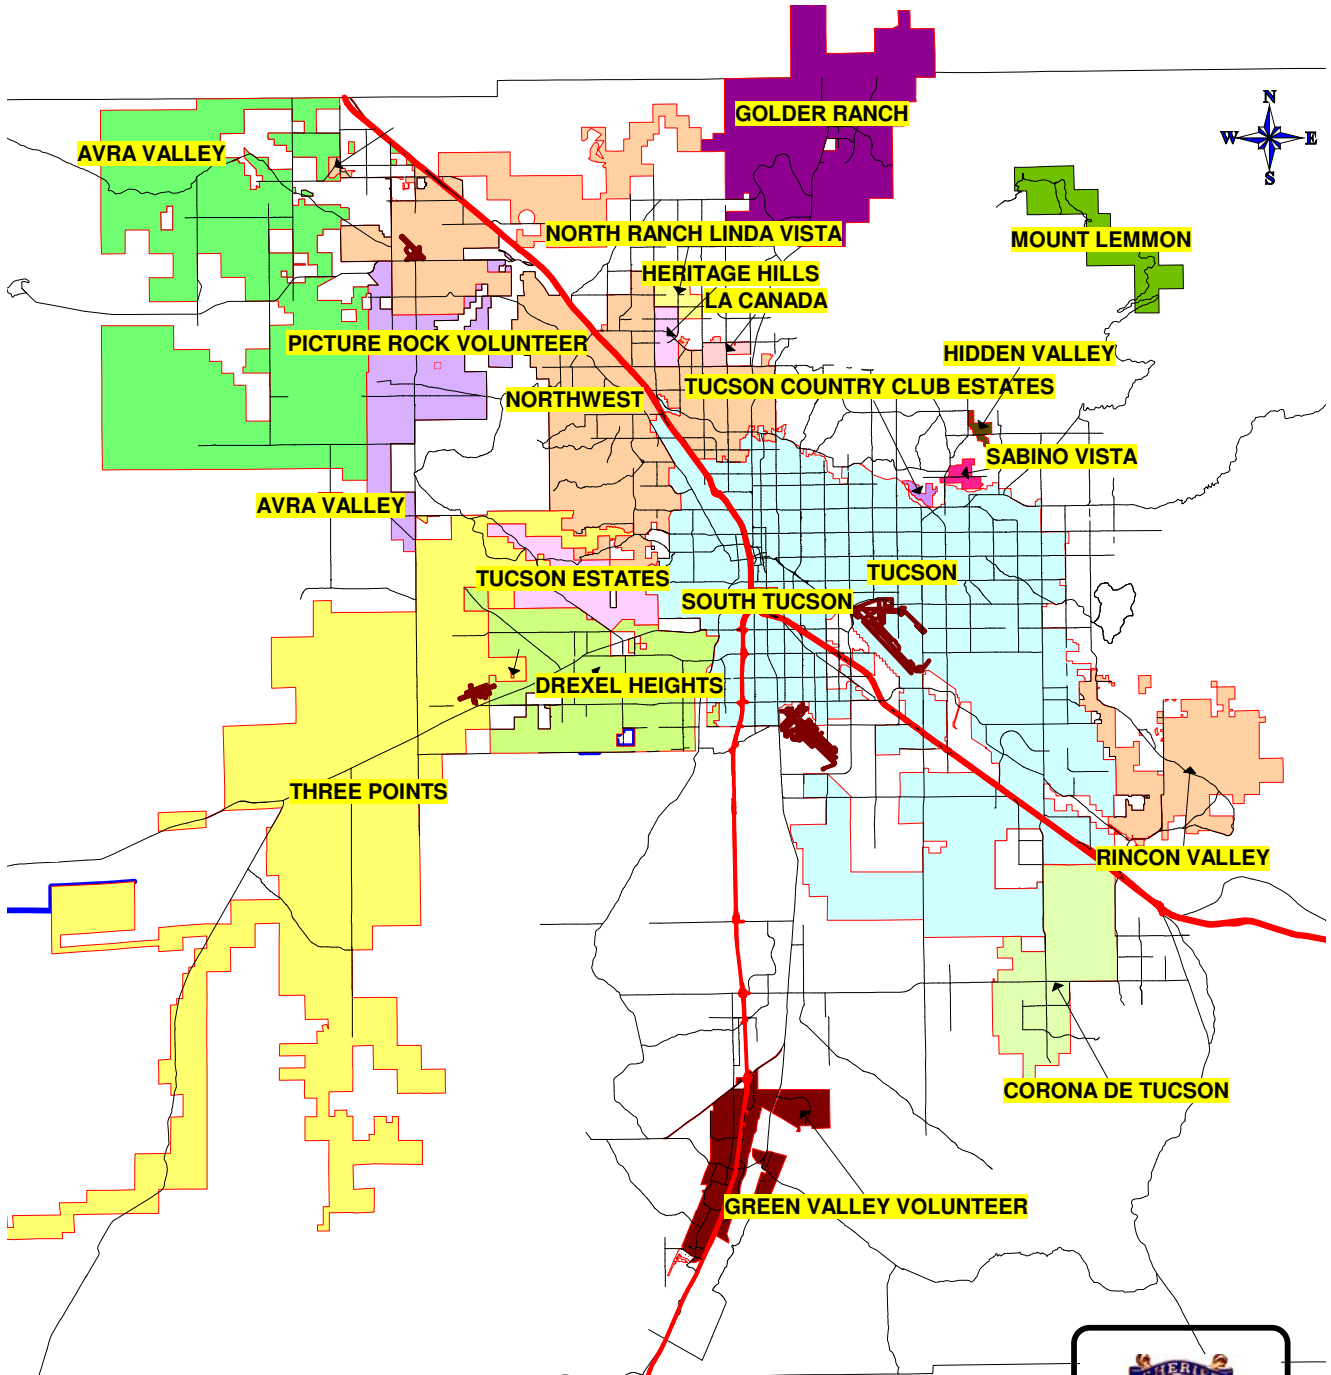 GOLDER RANCH
N
W E
S
AVRA VALLEY
NORTH RANCH LINDA VISTA
MOUNT LEMMON
HERITAGE HILLS
LA CANADA
PICTURE ROCK VOLUNTEER
HIDDEN VALLEY
TUCSON COUNTRY CLUB ESTATES
NORTHWEST
SABINO VISTA
AVRA VALLEY
TUCSON
TUCSON ESTATES
SOUTH TUCSON
DREXEL HEIGHTS
THREE POINTS
RINCON VALLEY
CORONA DE TUCSON
GREEN VALLEY VOLUNTEER